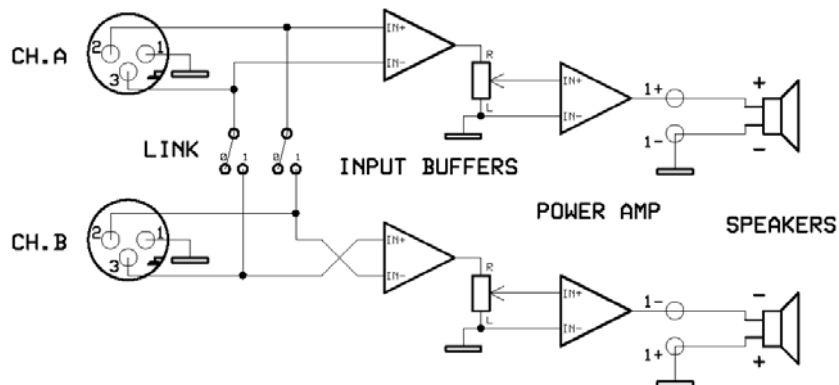 CH.A
2 1
3
IN+
IN-
R
L
IN+
IN-
1+
1-
+
-
LINK
0 1
0 1
INPUT BUFFERS
POWER AMP
SPEAKERS
CH.B
2 1
3
IN+
IN-
R
L
IN+
IN-
1-
1+
-
+